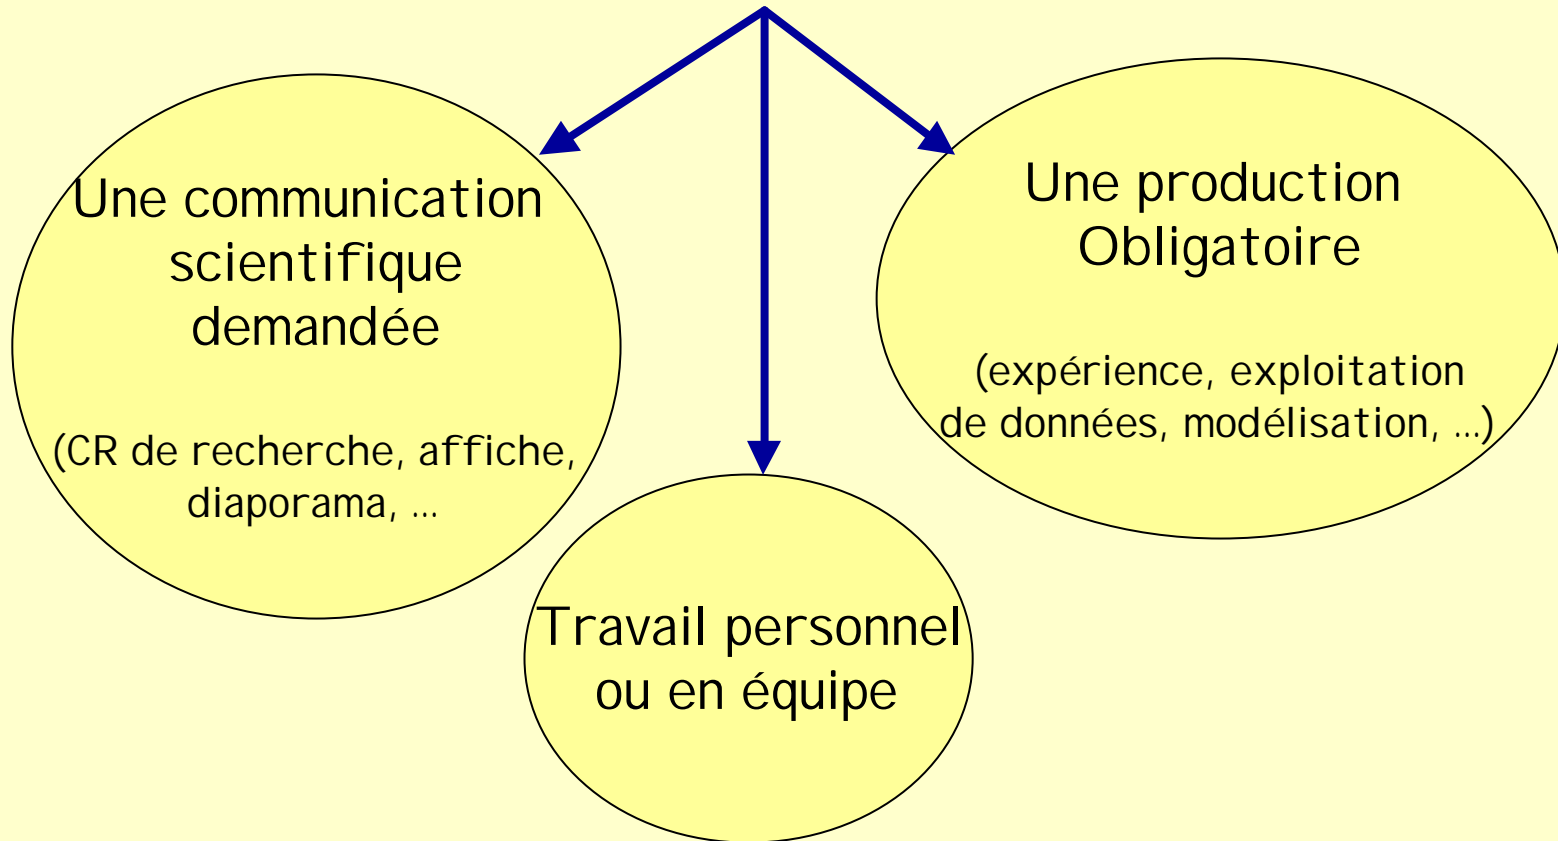 Une communication
scientifique
demandée
(CR de recherche, affiche,
diaporama, ...
Une production
Obligatoire
(expérience, exploitation
de données, modélisation, ...)
Travail personnel
ou en équipe